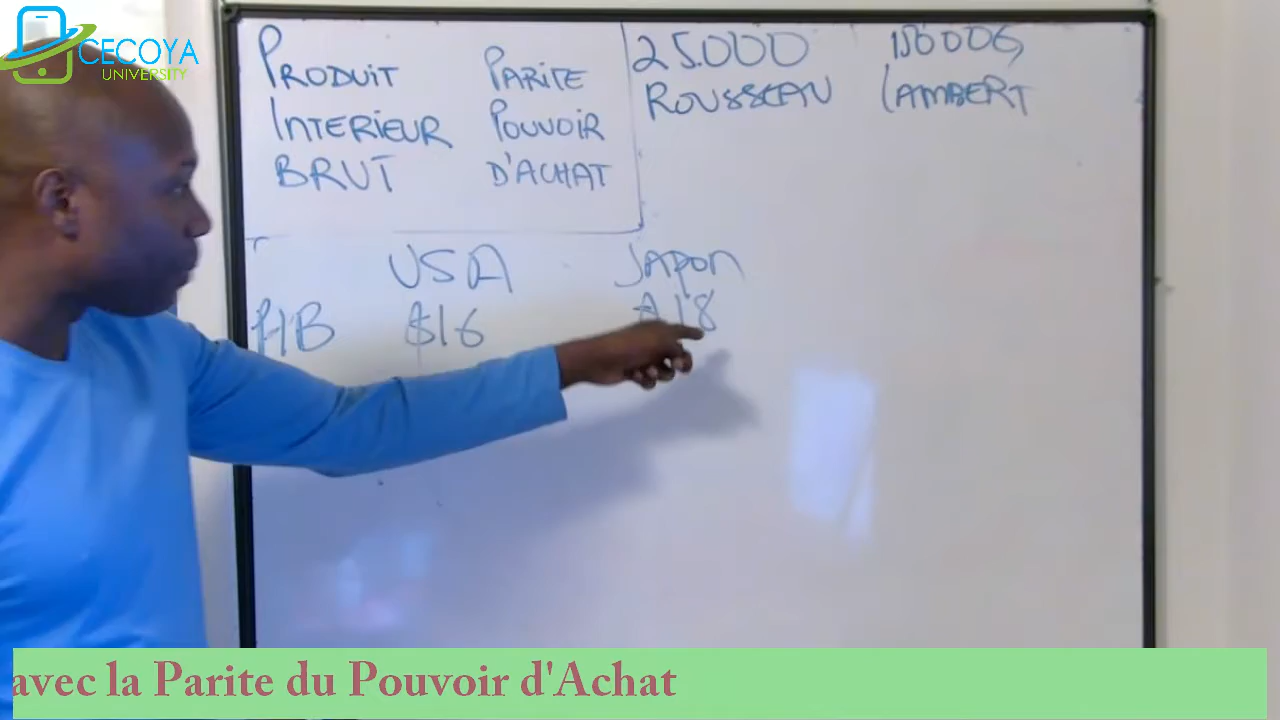 CECOYA
UNIVERSITY
PRODUIT
INTERIEUR
BRUT
PARITE
POUVOIR
D'ACHAT
25.000
ROUSSEAU
LAMBERT
USA
Japon
PIB
$16
18
avec la Parite du Pouvoir d'Achat